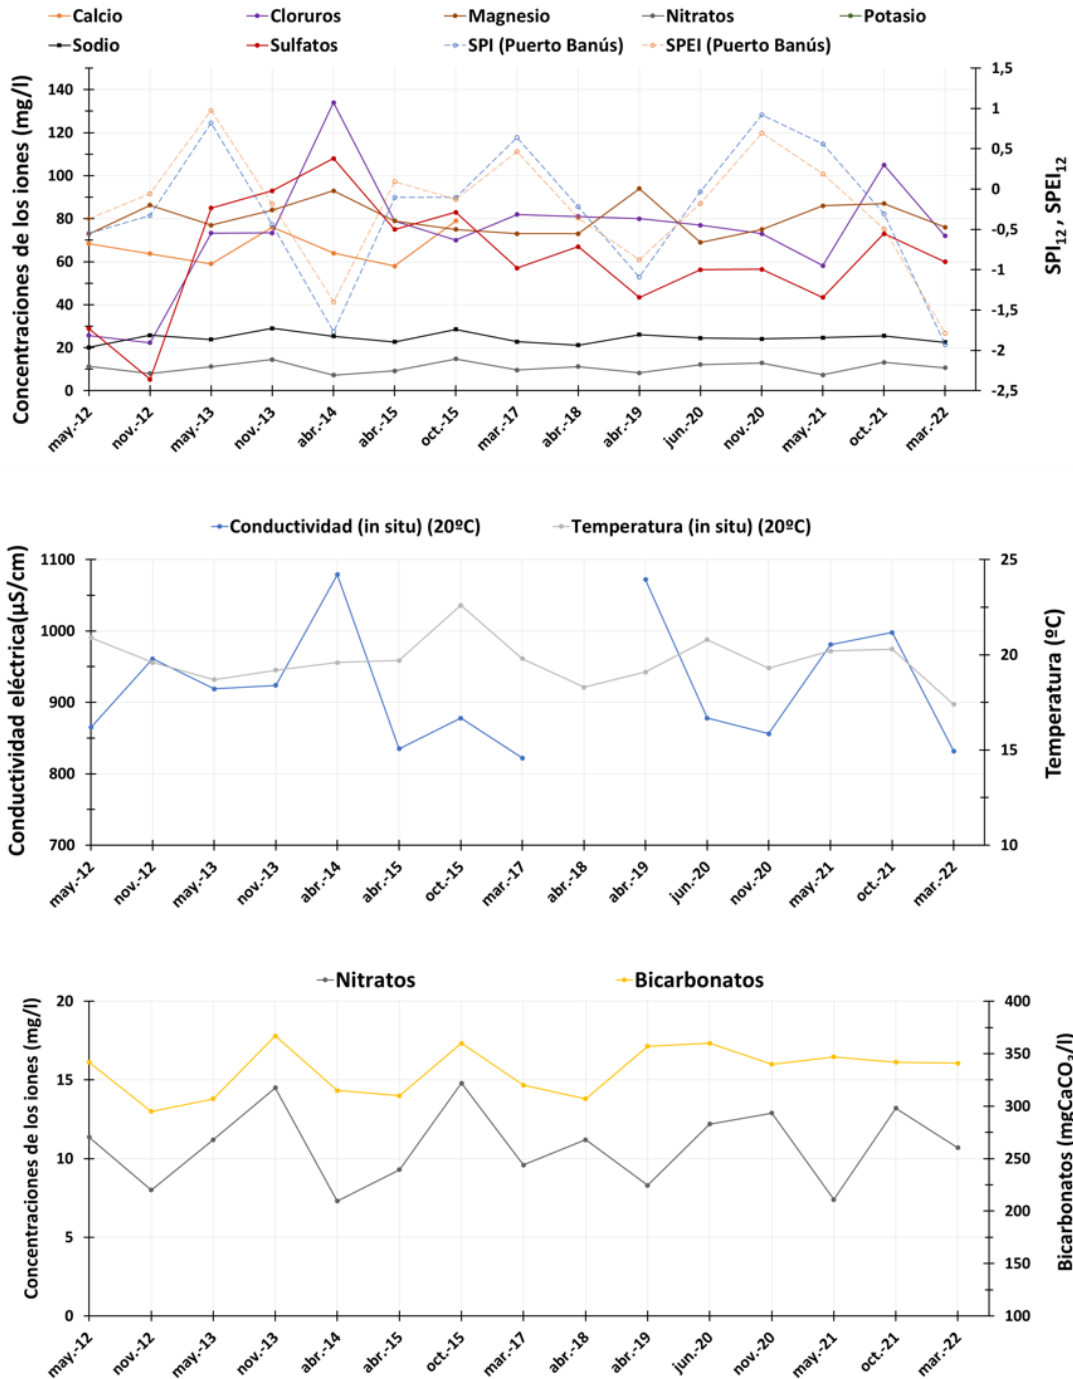 Calcio Cloruros Magnesio Nitratos Potasio
Sodio Sulfatos SPI (Puerto Banús) SPEI (Puerto Banús)
Concentraciones de los iones (mg/l)
140
120
100
80
60
40
20
0
1,5
1
0,5
0
-0,5
-1
-1,5
-2
-2,5
SPI12 , SPEI12
may.-12 nov.-12 may.-13 nov.-13 abr.-14 abr.-15 oct.-15 mar.-17 abr.-18 abr.-19 jun.-20 nov.-20 may.-21 oct.-21 mar.-22
Conductividad (in situ) (20ºC) Temperatura (in situ) (20ºC)
Conductividad eléctrica(µS/cm)
1100
1000
900
800
700
25
20
15
10
Temperatura (ºC)
may.-12 nov.-12 may.-13 nov.-13 abr.-14 abr.-15 oct.-15 mar.-17 abr.-18 abr.-19 jun.-20 nov.-20 may.-21 oct.-21 mar.-22
Nitratos Bicarbonatos
Concentraciones de los iones (mg/l)
20
15
10
5
0
400
350
300
250
200
150
100
Bicarbonatos (mgCaCO3/l)
may.-12 nov.-12 may.-13 nov.-13 abr.-14 abr.-15 oct.-15 mar.-17 abr.-18 abr.-19 jun.-20 nov.-20 may.-21 oct.-21 mar.-22